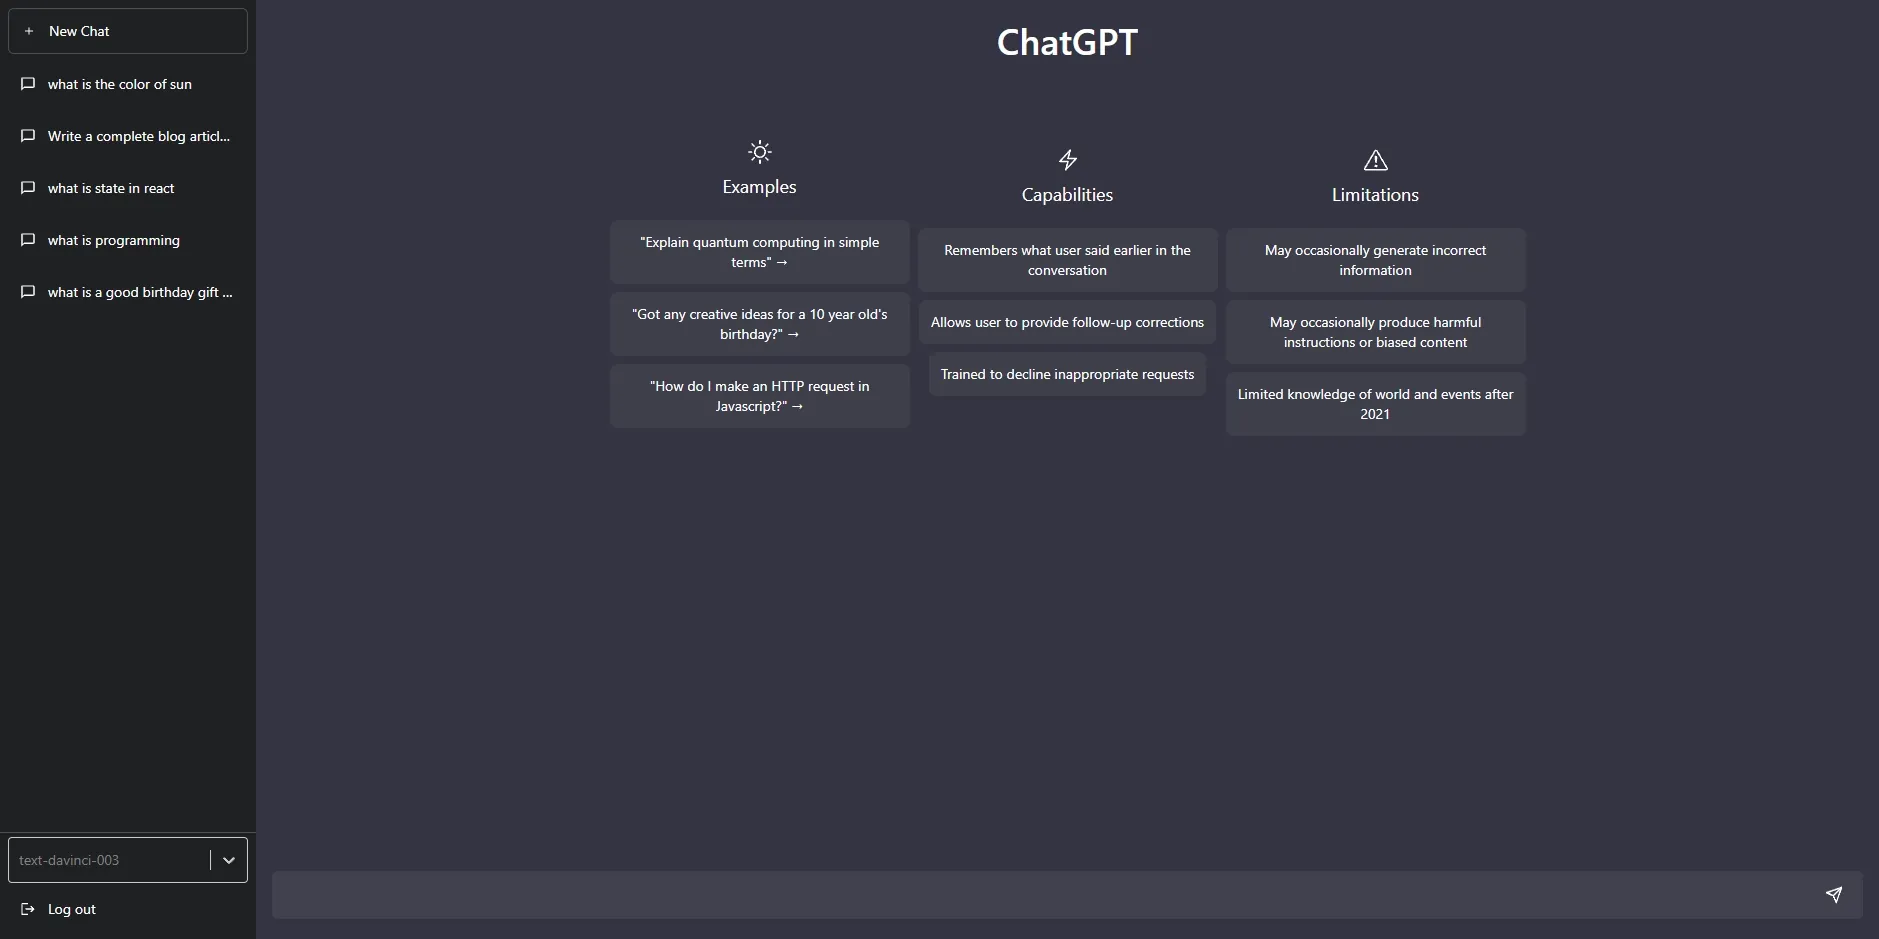 New Chat
what is the color of sun
Write a complete blog articl...
what is state in react
what is programming
what is a good birthday gift ...
text-davinci-003
Log out
ChatGPT
Examples
"Explain quantum computing in simple
terms" →
"Got any creative ideas for a 10 year old's
birthday?" →
"How do I make an HTTP request in
Javascript?" →
Capabilities
Remembers what user said earlier in the
conversation
Allows user to provide follow-up corrections
Trained to decline inappropriate requests
Limitations
May occasionally generate incorrect
information
May occasionally produce harmful
instructions or biased content
Limited knowledge of world and events after
2021